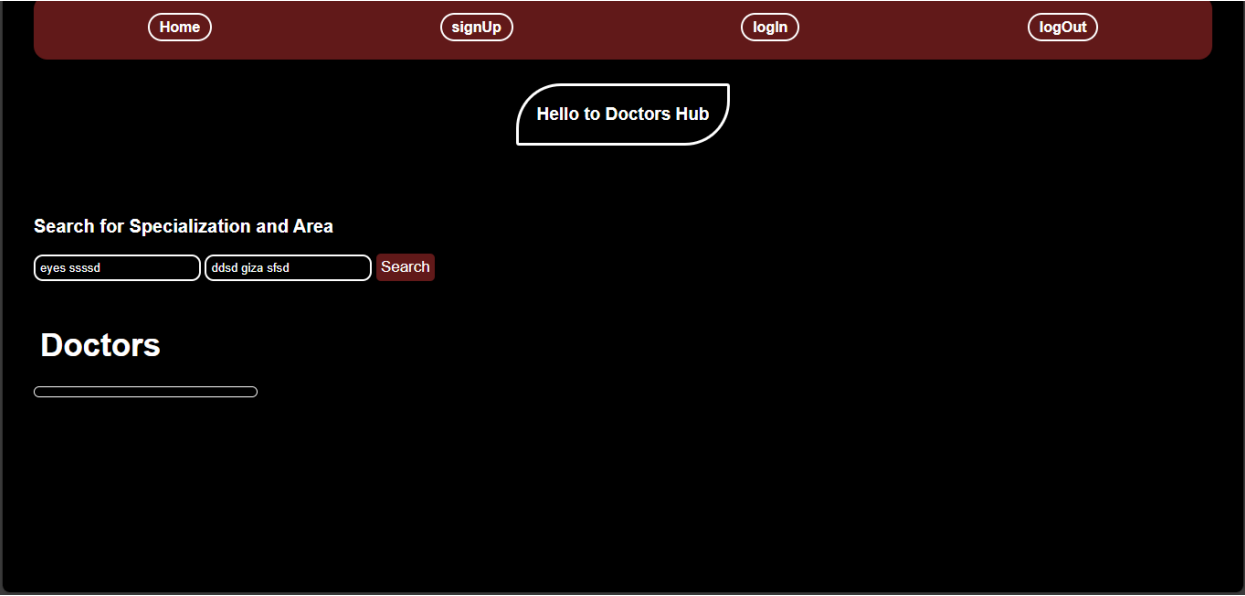 Home signUp logIn logOut
Hello to Doctors Hub
Search for Specialization and Area
eyes ssssd ddsd giza sfsd Search
Doctors